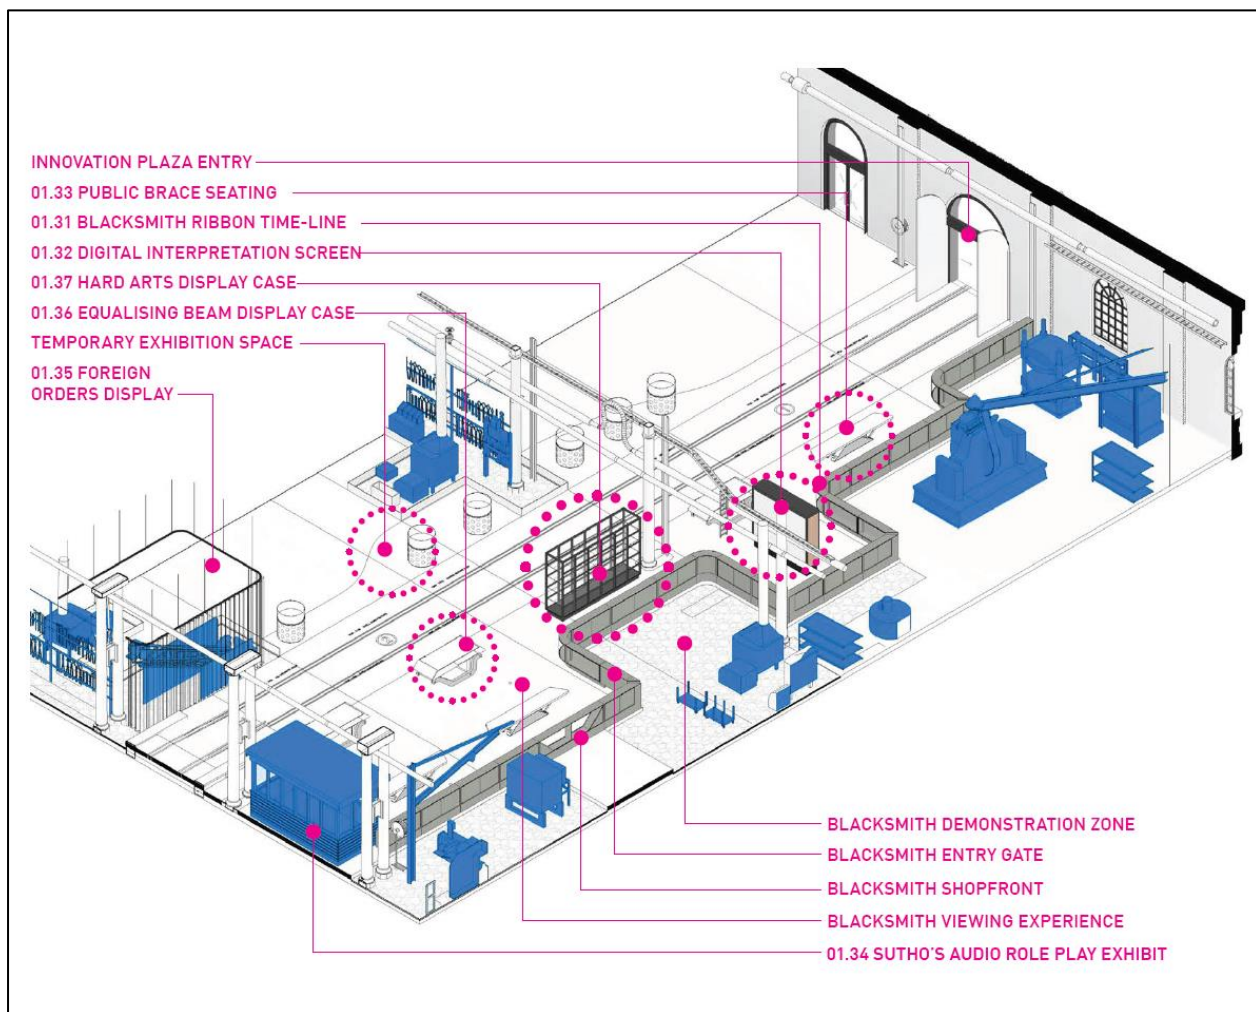 INNOVATION PLAZA ENTRY
01.33 PUBLIC BRACE SEATING
01.31 BLACKSMITH RIBBON TIME-LINE
01.32 DIGITAL INTERPRETATION SCREEN
01.37 HARD ARTS DISPLAY CASE
01.36 EQUALISING BEAM DISPLAY CASE
TEMPORARY EXHIBITION SPACE
01.35 FOREIGN
ORDERS DISPLAY
BLACKSMITH DEMONSTRATION ZONE
BLACKSMITH ENTRY GATE
BLACKSMITH SHOPFRONT
BLACKSMITH VIEWING EXPERIENCE
01.34 SUTHO'S AUDIO ROLE PLAY EXHIBIT